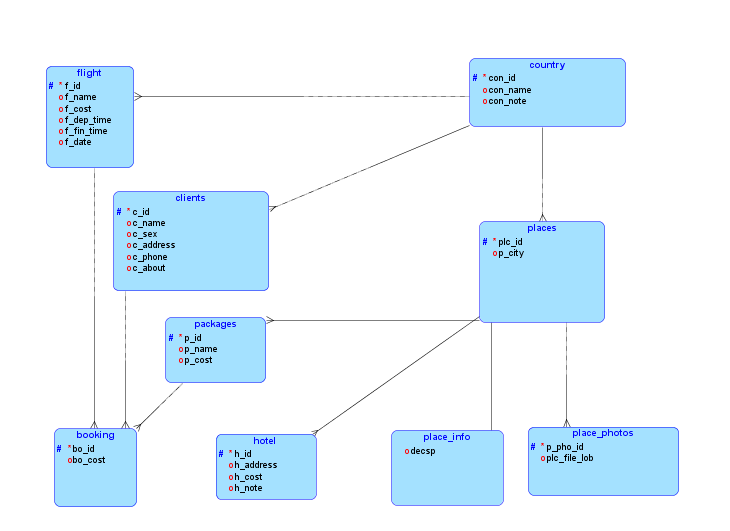 flight
# * f_id
o f_name
o f_cost
o f_dep_time
o f_fin_time
o f_date
country
# * con_id
o con_name
o con_note
clients
# * c_id
o c_name
o c_sex
o c_address
o c_phone
o c_about
places
# * plc_id
o p_city
packages
# * p_id
o p_name
o p_cost
booking
# * bo_id
o bo_cost
hotel
# * h_id
o h_address
o h_cost
o h_note
place_info
o decsp
place_photos
# * p_pho_id
o plc_file_lob